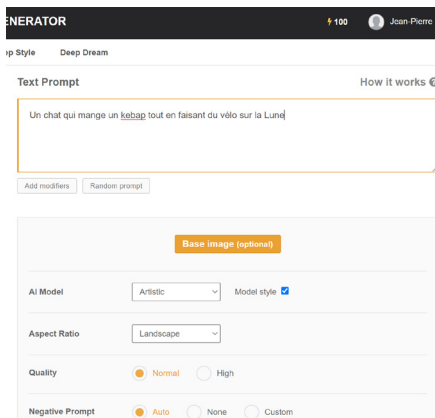 ENERATOR
100
Jean-Pierre
Style
Deep Dream
Text Prompt
How it works
Un chat qui mange un kebap tout en faisant du vélo sur la Lune
Add modifiers
Random prompt
Base image (optional)
AI Model
Artistic
Model style
Aspect Ratio
Landscape
Quality
Normal
High
Negative Prompt
Auto
None
Custom